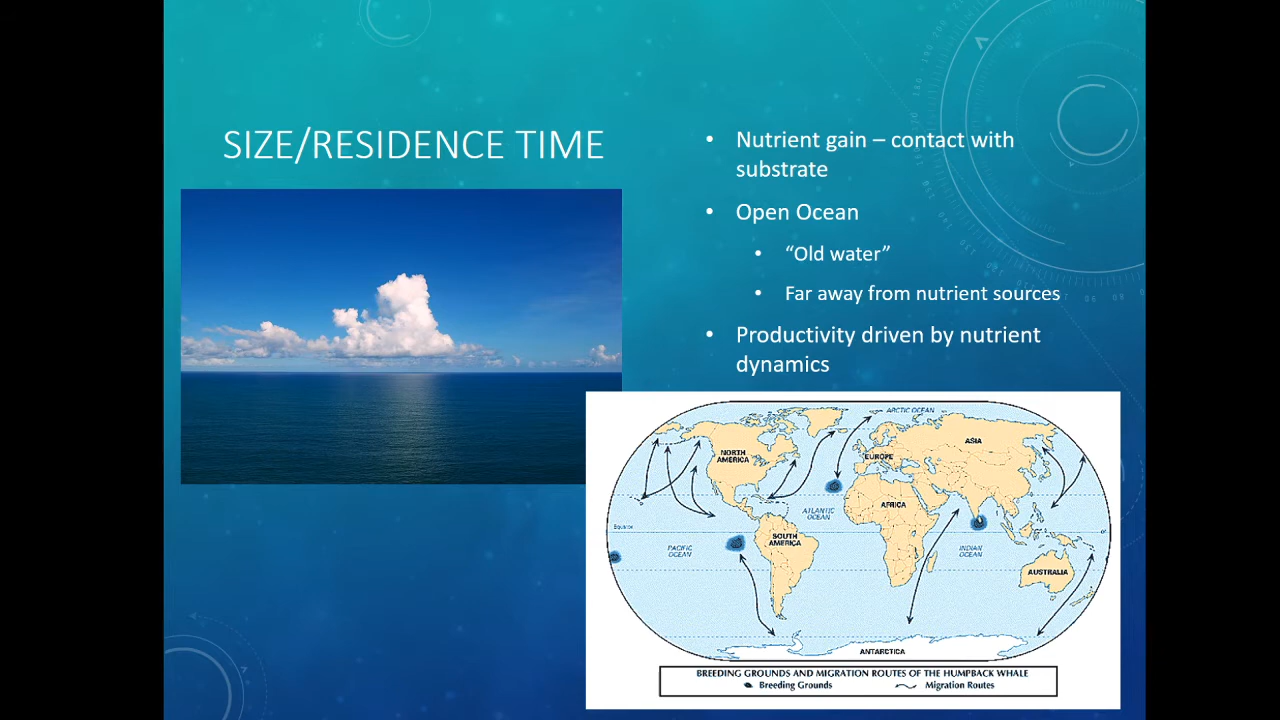 SIZE/RESIDENCE TIME
• Nutrient gain – contact with
substrate
• Open Ocean
• “Old water”
• Far away from nutrient sources
• Productivity driven by nutrient
dynamics
ARCTIC OCEAN
NORTH
AMERICA
EUROPE
ASIA
ATLANTIC
OCEAN
AFRICA
Equator
PACIFIC
OCEAN
SOUTH
AMERICA
INDIAN
OCEAN
AUSTRALIA
ANTARCTICA
BREEDING GROUNDS AND MIGRATION ROUTES OF THE HUMPBACK WHALE
Breeding Grounds Migration Routes